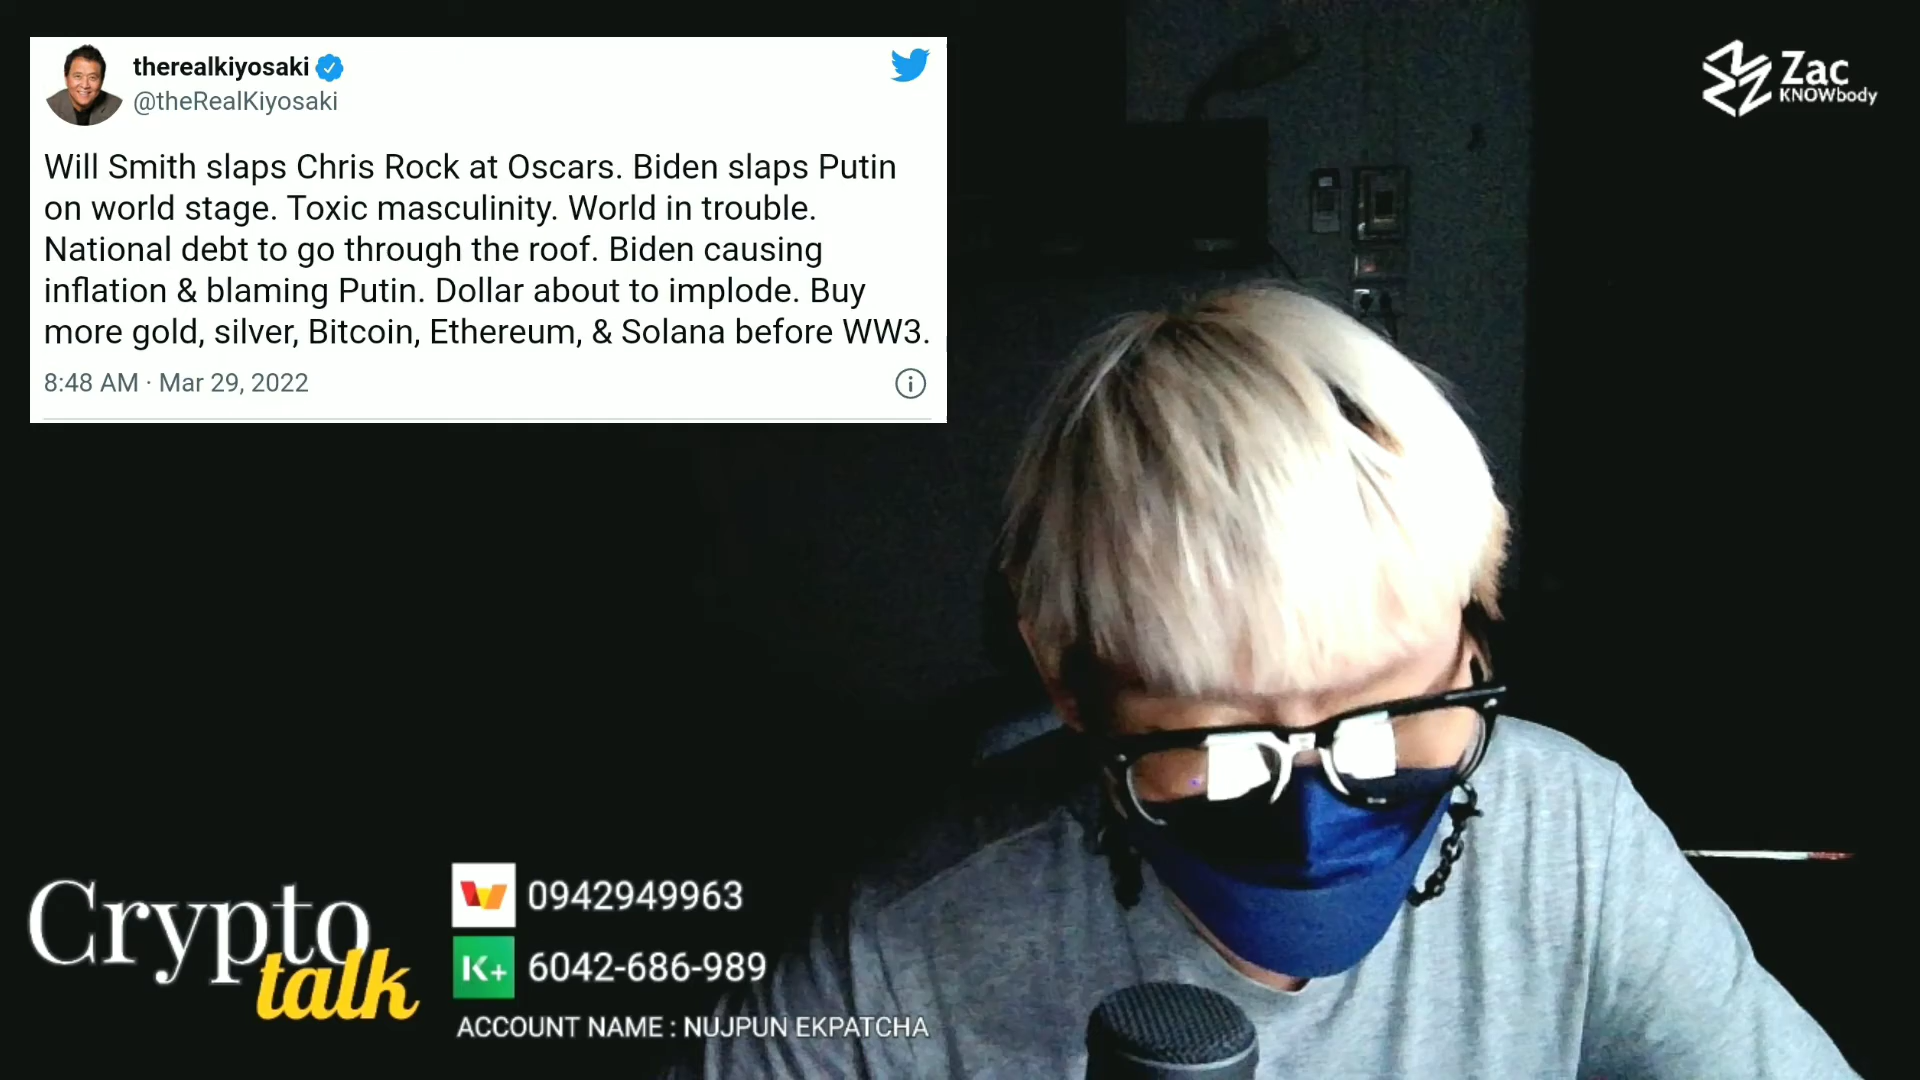 therealkiyosaki
@theRealKiyosaki
Will Smith slaps Chris Rock at Oscars. Biden slaps Putin
on world stage. Toxic masculinity. World in trouble.
National debt to go through the roof. Biden causing
inflation & blaming Putin. Dollar about to implode. Buy
more gold, silver, Bitcoin, Ethereum, & Solana before WW3.
8:48 AM · Mar 29, 2022
Zac
KNOWbody
Crypto
talk
0942949963
K+ 6042-686-989
ACCOUNT NAME : NUJPUN EKPATCHA